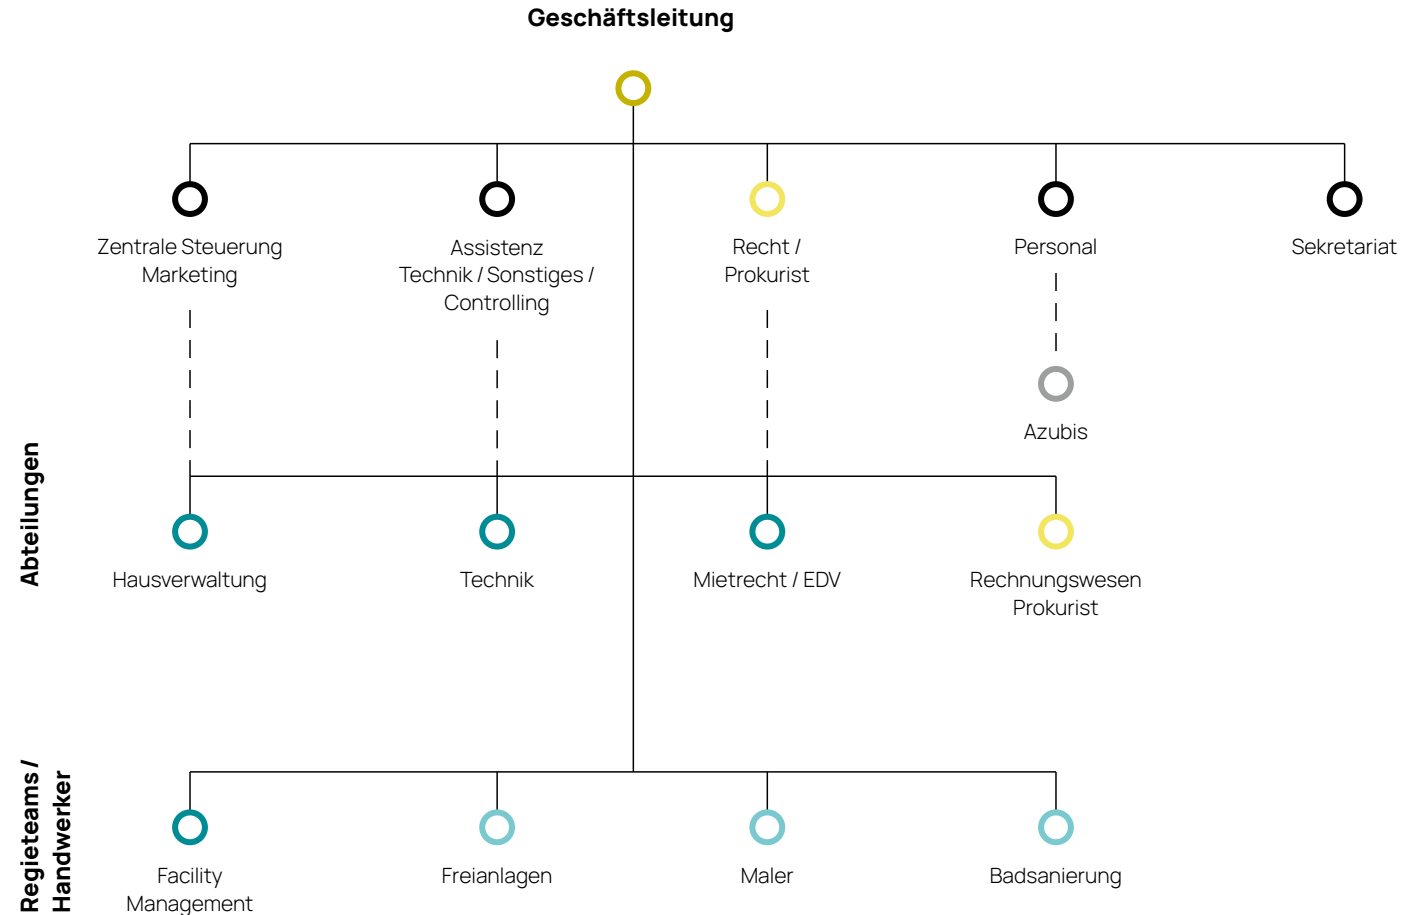 Geschäftsleitung
Zentrale Steuerung
Marketing
Assistenz
Technik / Sonstiges /
Controlling
Recht /
Prokurist
Personal
Sekretariat
Azubis
Abteilungen
Hausverwaltung
Technik
Mietrecht / EDV
Rechnungswesen
Prokurist
Regieteams /
Handwerker
Facility
Management
Freianlagen
Maler
Badsanierung